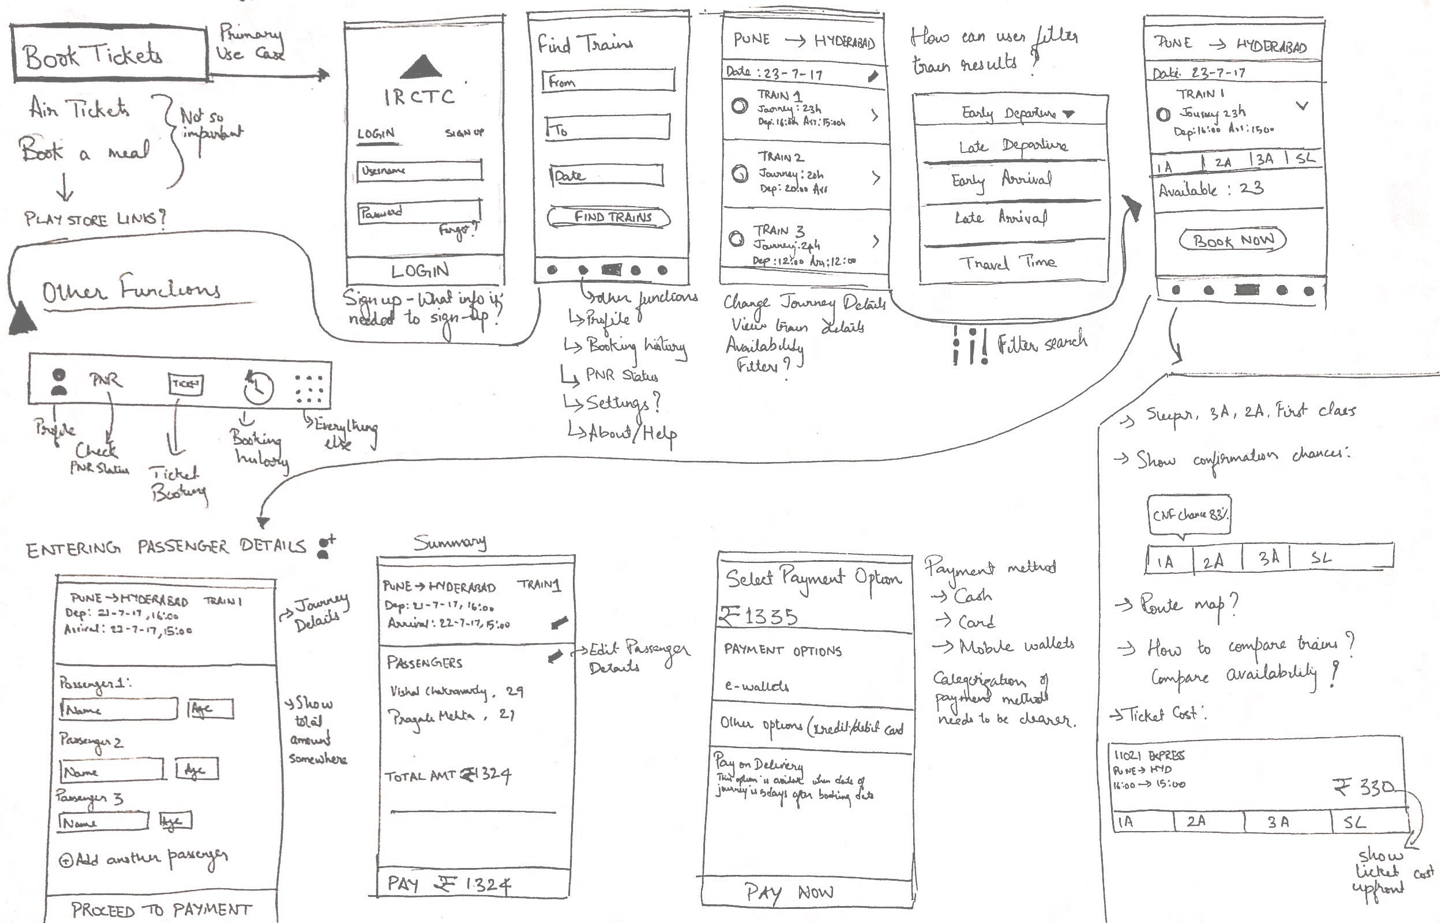 Book Tickets
Primary
Use Case
Air Tickets
Book a meal
Not so
important
PLAYSTORE LINKS?
Other Functions
PNR
TICKET
Profile
Check
PNR Status
Ticket
Booking
Booking
history
Everything
else
IRCTC
LOGIN
SIGN UP
Username
Password
Forgot?
LOGIN
Sign up - What info is
needed to sign-up?
Find Trains
From
To
Date
FIND TRAINS
other functions
Profile
Booking history
PNR Status
Settings?
About/Help
PUNE → HYDERABAD
Date : 23-7-17
TRAIN 1
Journey : 23h
Dep: 16:00h Arr: 15:00h
TRAIN 2
Journey : 20h
Dep: 20:00 Arr
TRAIN 3
Journey : 24h
Dep : 12:00 Arr : 12:00
Change Journey Details
View train details
Availability
Filters?
How can user filter
train results?
Early Departure
Late Departure
Early Arrival
Late Arrival
Travel Time
Filter search
PUNE → HYDERABAD
Date: 23-7-17
TRAIN 1
Journey 23h
Dep: 16:00 Arr: 1500
1A 2A 3A SL
Available : 23
BOOK NOW
→ Sleeper, 3A, 2A, First class
→ Show confirmation chances:
CNF chance 83%
1A 2A 3A SL
→ Route map?
→ How to compare trains?
Compare availability?
→ Ticket Cost:
11021 EXPRESS
PUNE → HYD
16:00 → 15:00
₹ 330
1A 2A 3A SL
show
ticket cost
upfront
ENTERING PASSENGER DETAILS
PUNE → HYDERABAD TRAIN 1
Dep: 21-7-17, 16:00
Arrival: 22-7-17, 15:00
Journey
Details
Passenger 1:
Name Age
Passenger 2
Name Age
Passenger 3
Name Age
Add another passenger
PROCEED TO PAYMENT
Show
total
amount
somewhere
Summary
PUNE → HYDERABAD TRAIN 1
Dep: 21-7-17, 16:00
Arrival: 22-7-17, 15:00
PASSENGERS
Edit Passenger
Details
Vishal Chakravarty, 29
Pragati Mehta, 27
TOTAL AMT ₹1324
PAY ₹ 1324
Select Payment Option
₹ 1335
PAYMENT OPTIONS
e-wallets
Other options (credit/debit card
Pay on Delivery
This option is available when date of
journey is 5 days after booking date
PAY NOW
Payment method
→ Cash
→ Card
→ Mobile wallets
Categorization of
payment method
needs to be clearer.